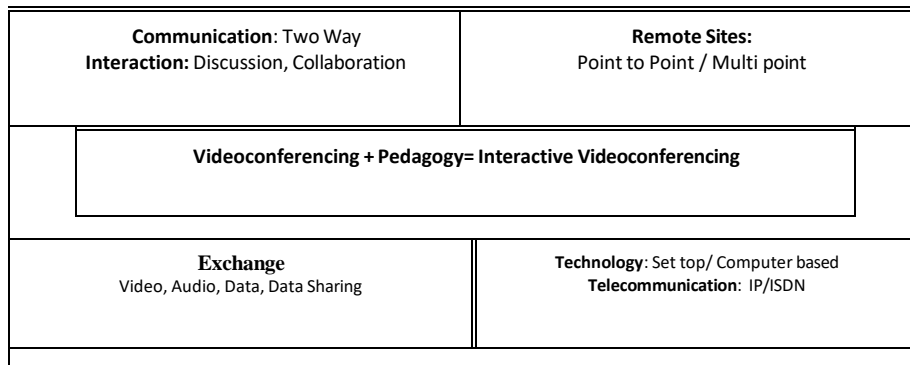 Communication: Two Way
Interaction: Discussion, Collaboration
Remote Sites:
Point to Point / Multi point
Videoconferencing + Pedagogy= Interactive Videoconferencing
Exchange
Video, Audio, Data, Data Sharing
Technology: Set top/ Computer based
Telecommunication: IP/ISDN